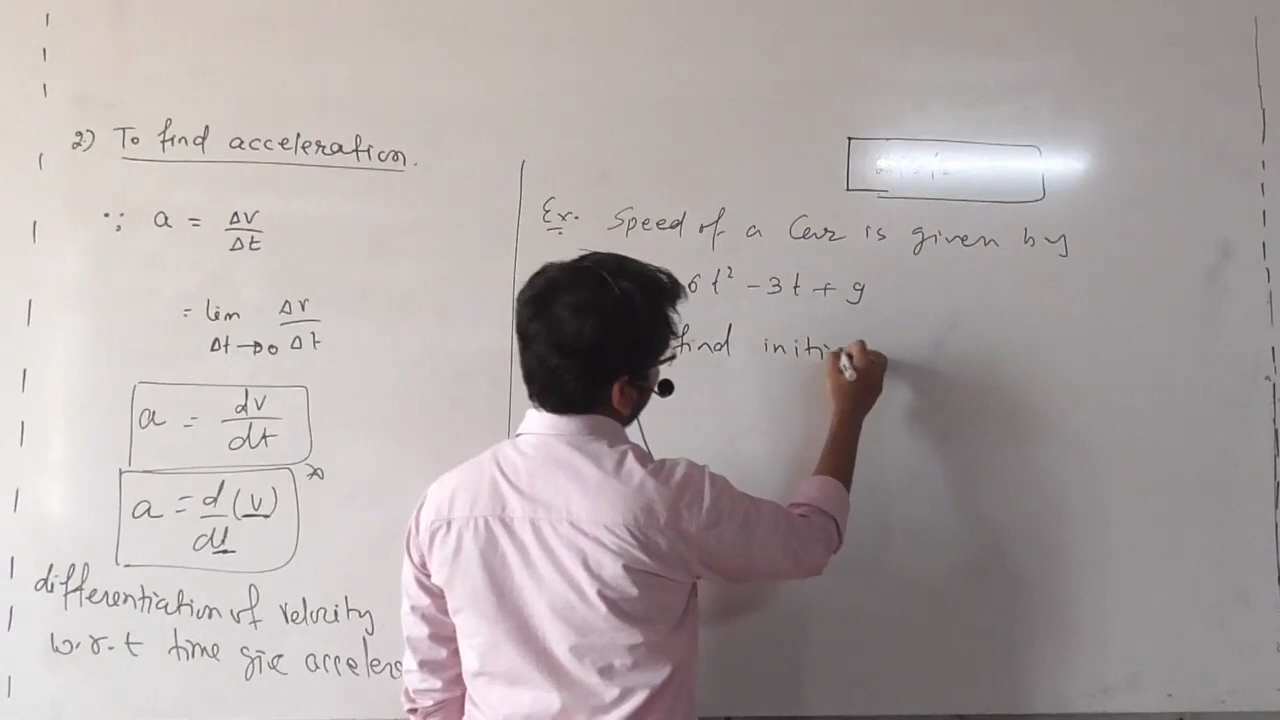 2) To find acceleration.
∵ a = Δv/Δt
= lim Δt→0 Δv/Δt
a = dv/dt
a = d/dt (v)
differentiation of velocity
w.r.t time give acceler
Ex. Speed of a Car is given by
6t² - 3t + 9
find initi